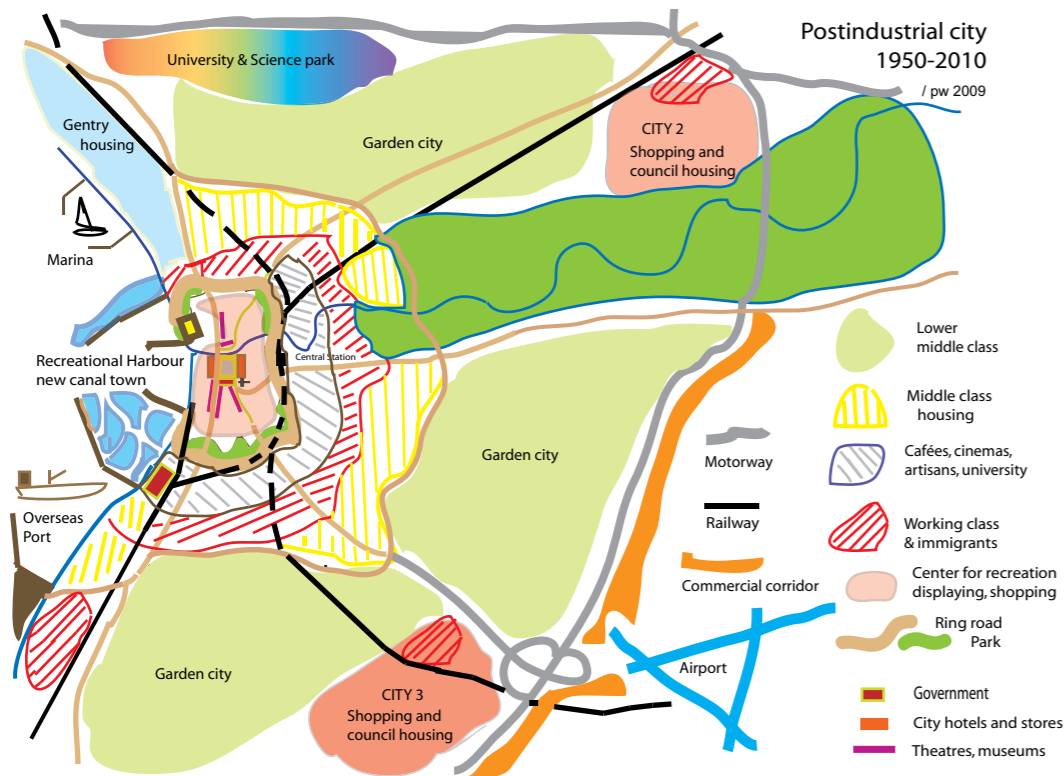 Postindustrial city
1950-2010
/ pw 2009
University & Science park
Gentry
housing
Garden city
CITY 2
Shopping and
council housing
Marina
Recreational Harbour
new canal town
Central Station
Overseas
Port
Garden city
Garden city
CITY 3
Shopping and
council housing
Airport
Lower
middle class
Middle class
housing
Cafées, cinemas,
artisans, university
Motorway
Railway
Working class
& immigrants
Commercial corridor
Center for recreation
displaying, shopping
Ring road
Park
Government
City hotels and stores
Theatres, museums